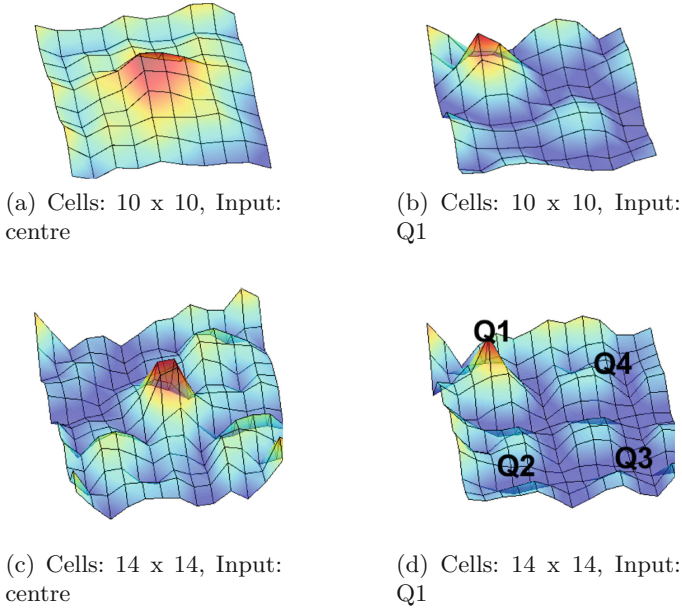 (a) Cells: 10 x 10, Input:
centre
(b) Cells: 10 x 10, Input:
Q1
Q1
Q4
Q2
Q3
(c) Cells: 14 x 14, Input:
centre
(d) Cells: 14 x 14, Input:
Q1